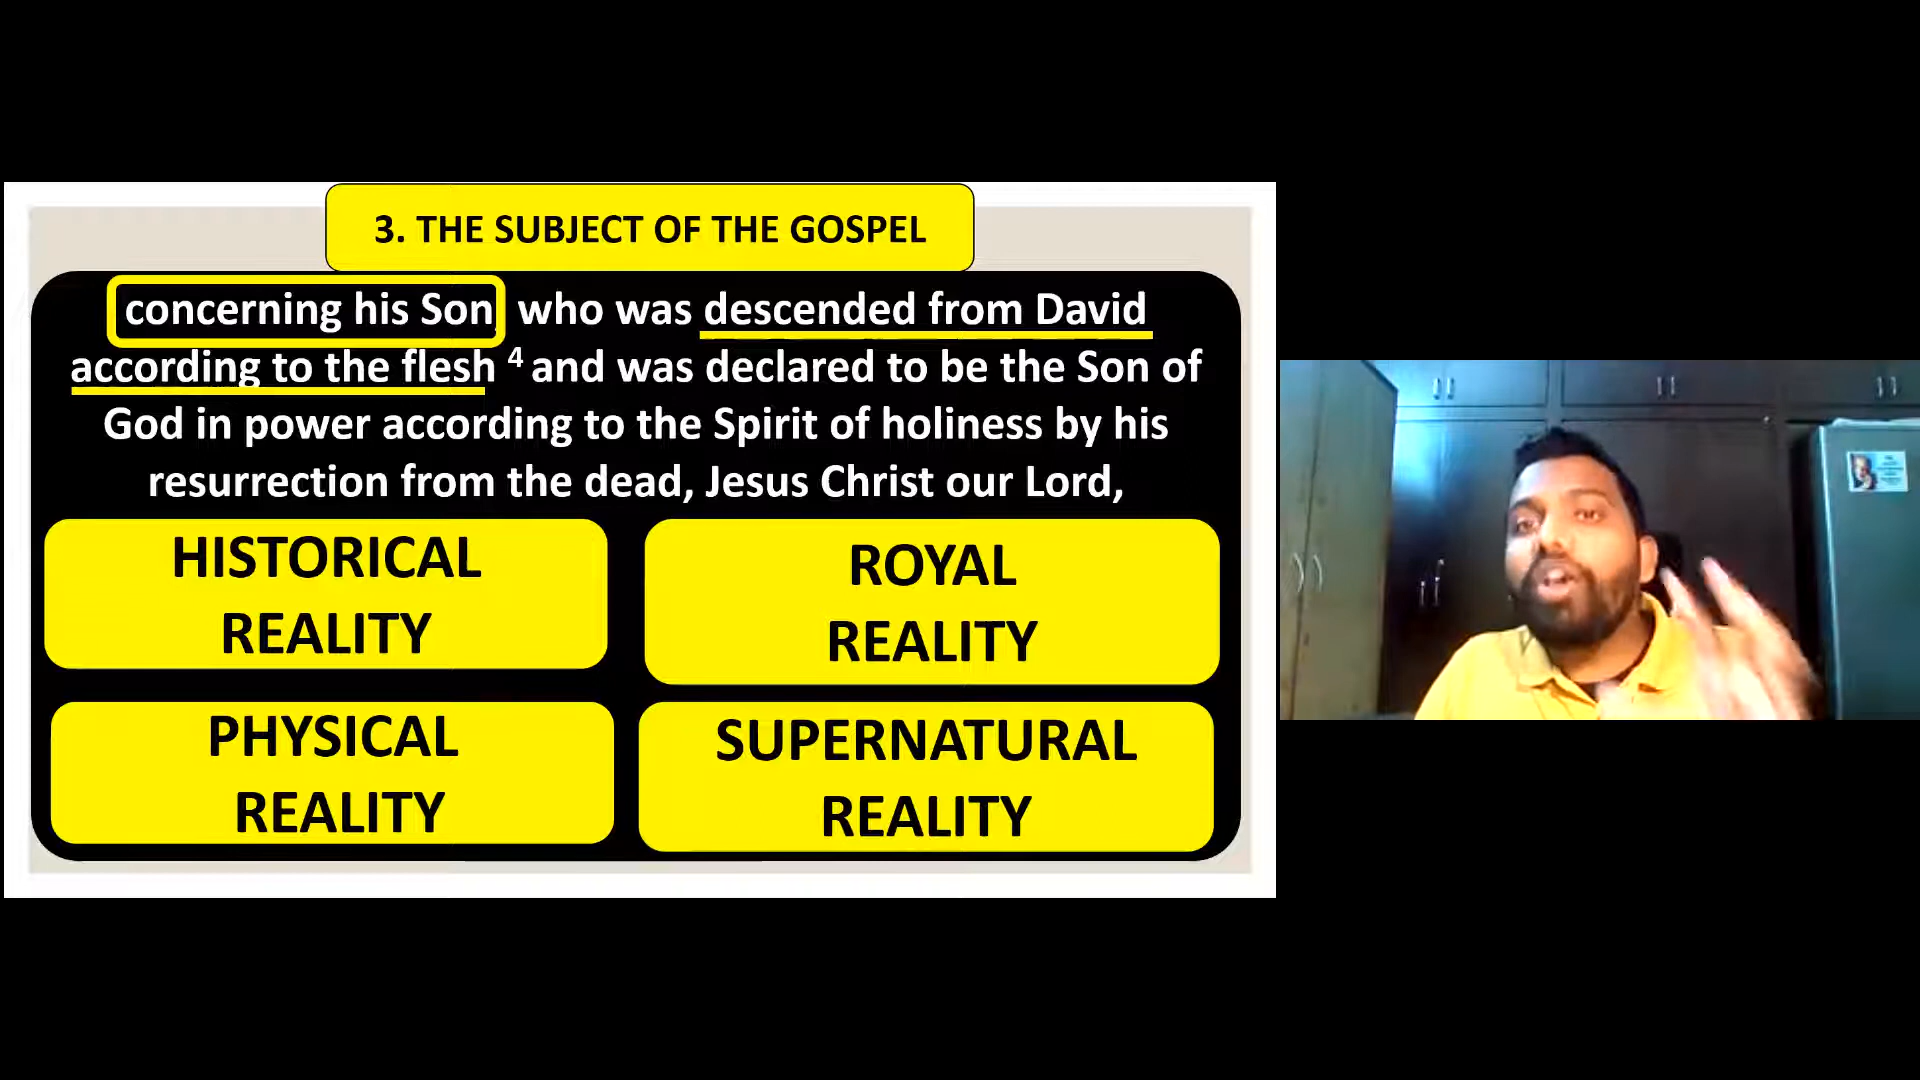 3. THE SUBJECT OF THE GOSPEL
concerning his Son, who was descended from David
according to the flesh 4 and was declared to be the Son of
God in power according to the Spirit of holiness by his
resurrection from the dead, Jesus Christ our Lord,
HISTORICAL
REALITY
ROYAL
REALITY
PHYSICAL
REALITY
SUPERNATURAL
REALITY